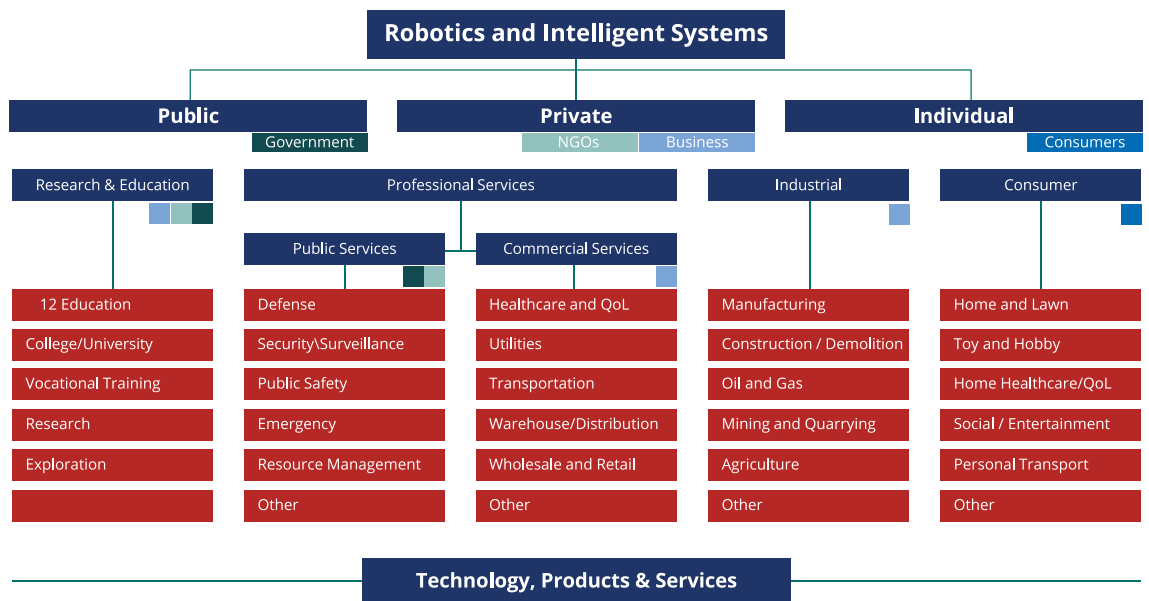 Robotics and Intelligent Systems
Public
Private
Individual
Government
NGOs
Business
Consumers
Research & Education
Professional Services
Industrial
Consumer
Public Services
Commercial Services
12 Education
College/University
Vocational Training
Research
Exploration
Defense
Security\Surveillance
Public Safety
Emergency
Resource Management
Other
Healthcare and QoL
Utilities
Transportation
Warehouse/Distribution
Wholesale and Retail
Other
Manufacturing
Construction / Demolition
Oil and Gas
Mining and Quarrying
Agriculture
Other
Home and Lawn
Toy and Hobby
Home Healthcare/QoL
Social / Entertainment
Personal Transport
Other
Technology, Products & Services